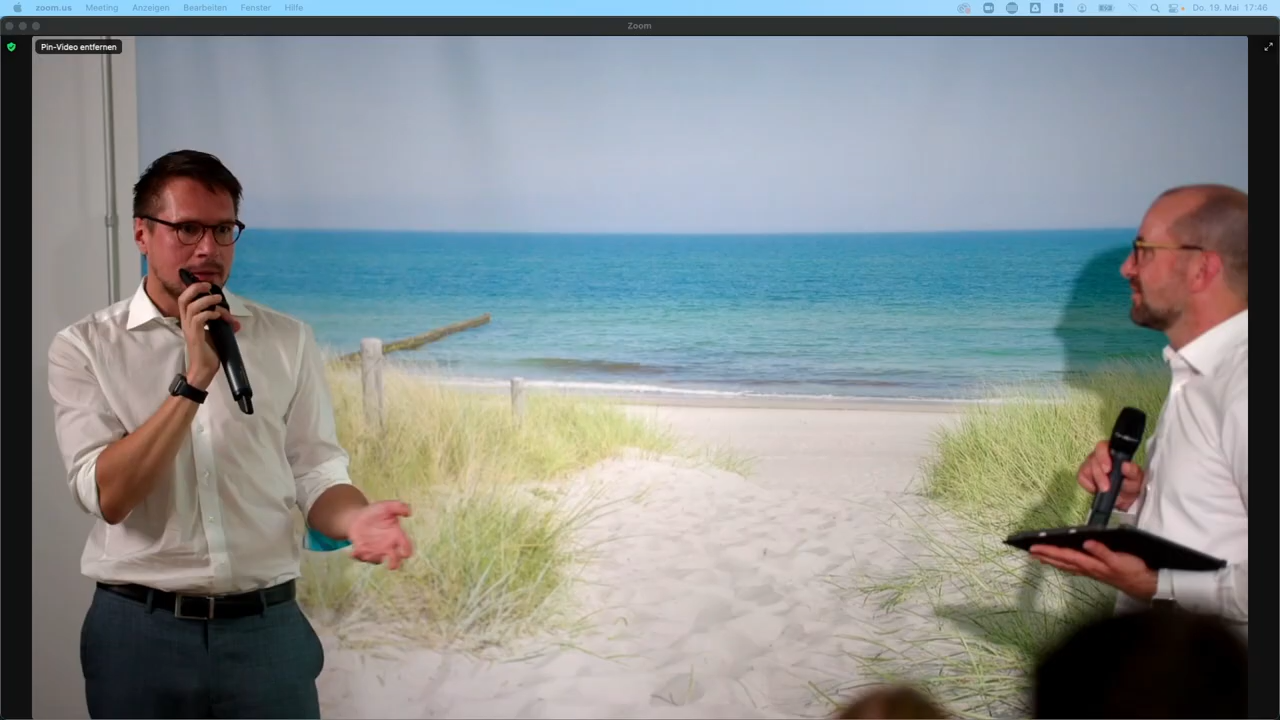 zoom.us Meeting Anzeigen Bearbeiten Fenster Hilfe Do. 19. Mai 17:46
Zoom
Pin-Video entfernen